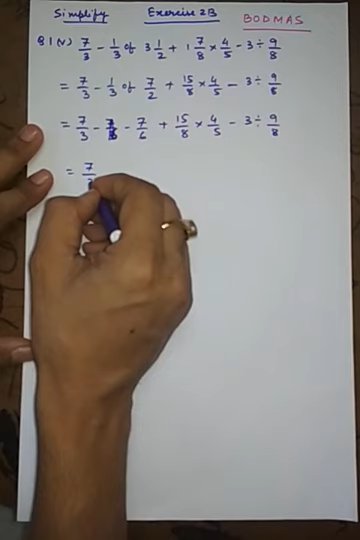 Simplify Exercise 2B BODMAS
Q1(v) 7/3 - 1/3 of 3 1/2 + 1 7/8 × 4/5 - 3 ÷ 9/8
= 7/3 - 1/3 of 7/2 + 15/8 × 4/5 - 3 ÷ 9/8
= 7/3 - 7/6 + 15/8 × 4/5 - 3 ÷ 9/8
= 7/